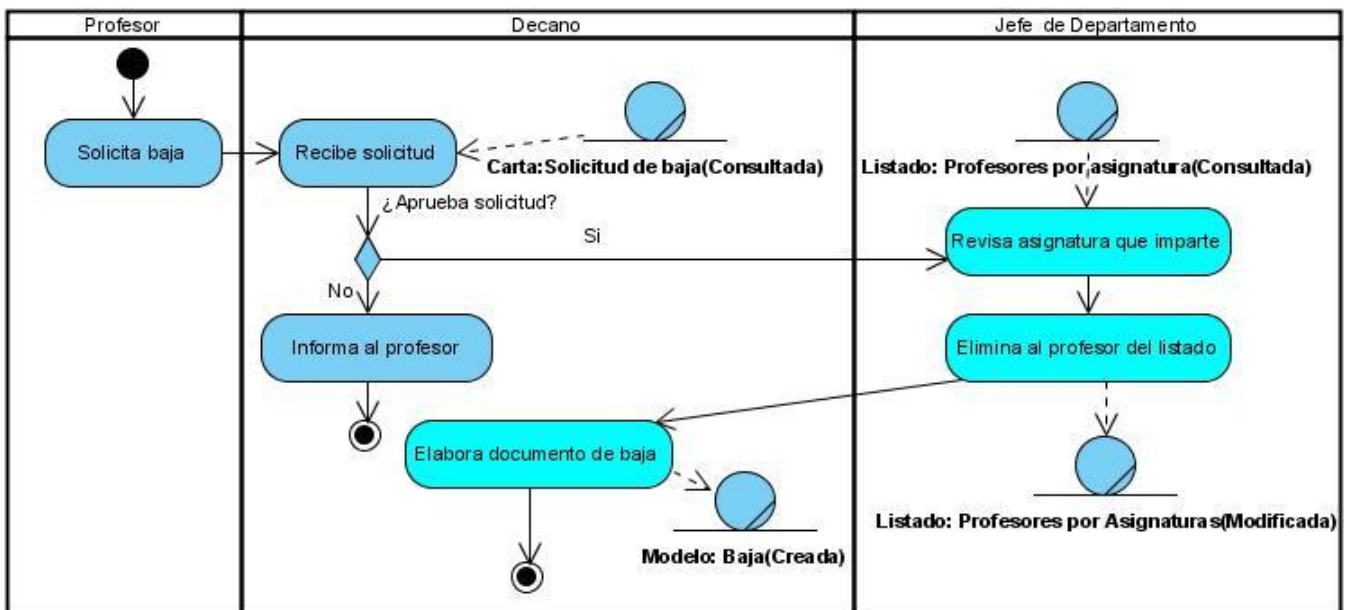 Profesor
Decano
Jefe de Departamento
Solicita baja
Recibe solicitud
Carta:Solicitud de baja(Consultada)
Listado: Profesores por asignatura(Consultada)
¿Aprueba solicitud?
Si
Revisa asignatura que imparte
No
Informa al profesor
Elimina al profesor del listado
Elabora documento de baja
Listado: Profesores por Asignaturas(Modificada)
Modelo: Baja(Creada)